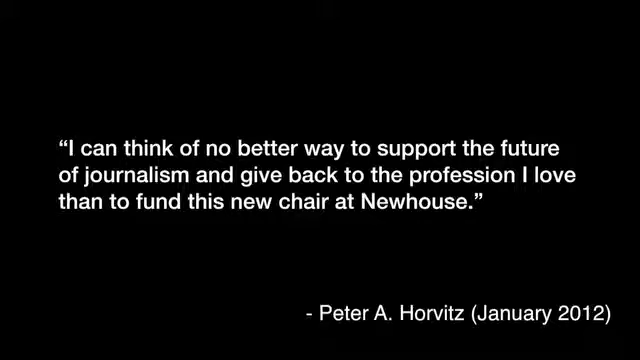 “I can think of no better way to support the future
of journalism and give back to the profession I love
than to fund this new chair at Newhouse.”
- Peter A. Horvitz (January 2012)